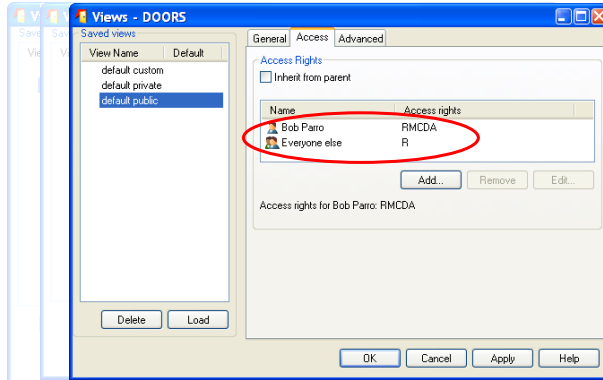 Views - DOORS
Saved views
View Name Default
default custom
default private
default public
Delete Load
General Access Advanced
Access Rights
Inherit from parent
Name Access rights
Bob Parro RMCDA
Everyone else R
Add... Remove Edit...
Access rights for Bob Parro: RMCDA
OK Cancel Apply Help